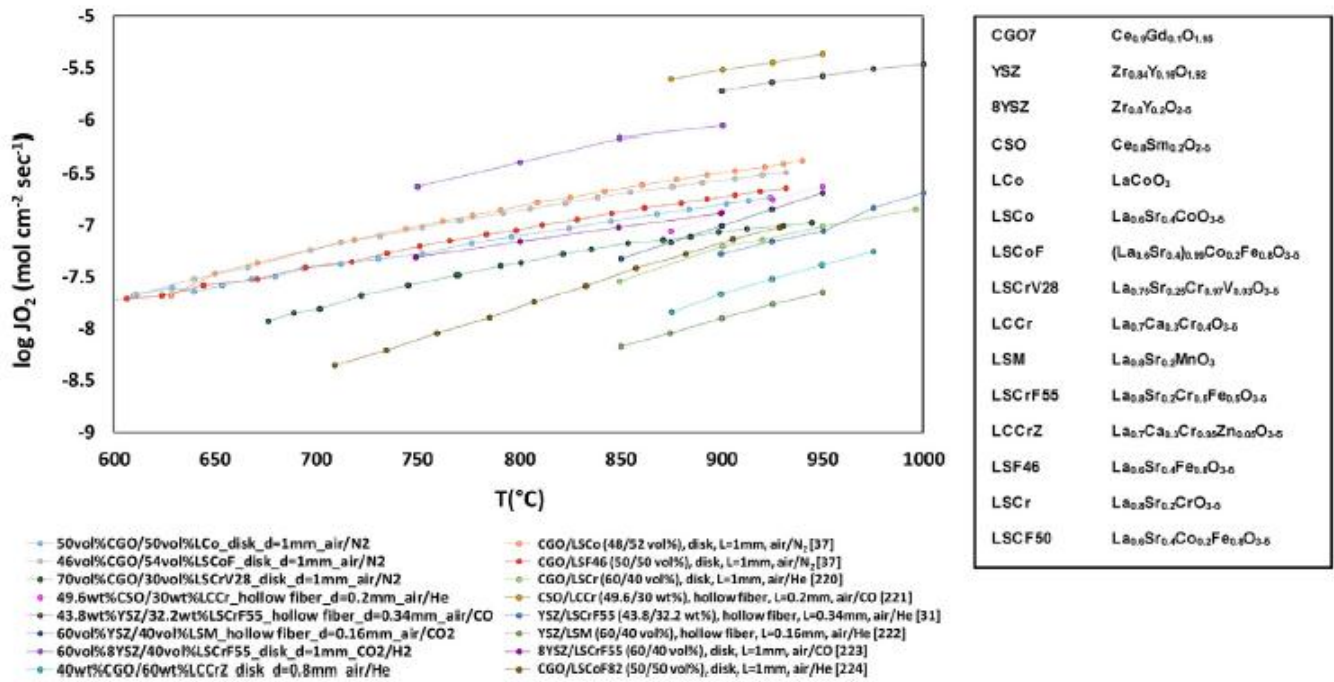 -5
-5.5
-6
-6.5
-7
-7.5
-8
-8.5
-9
log JO₂ (mol cm⁻² sec⁻¹)
600 650 700 750 800 850 900 950 1000
T(°C)
CGO7 Ce₀.₉Gd₀.₁O₁.₉₅
YSZ Zr₀.₈₄Y₀.₁₆O₁.₉₂
8YSZ Zr₀.₈Y₀.₂O₂₋δ
CSO Ce₀.₈Sm₀.₂O₂₋δ
LCo LaCoO₃
LSCo La₀.₆Sr₀.₄CoO₃₋δ
LSCoF (La₀.₆Sr₀.₄)₀.₉₉Co₀.₂Fe₀.₈O₃₋δ
LSCrV28 La₀.₇₅Sr₀.₂₅Cr₀.₉₇V₀.₀₃O₃₋δ
LCCr La₀.₇Ca₀.₃Cr₀.₄O₃₋δ
LSM La₀.₈Sr₀.₂MnO₃
LSCrF55 La₀.₈Sr₀.₂Cr₀.₅Fe₀.₅O₃₋δ
LCCrZ La₀.₇Ca₀.₃Cr₀.₉₅Zn₀.₀₅O₃₋δ
LSF46 La₀.₆Sr₀.₄Fe₀.₈O₃₋δ
LSCr La₀.₈Sr₀.₂CrO₃₋δ
LSCF50 La₀.₆Sr₀.₄Co₀.₂Fe₀.₈O₃₋δ
50vol%CGO/50vol%LCo_disk_d=1mm_air/N2
46vol%CGO/54vol%LSCoF_disk_d=1mm_air/N2
70vol%CGO/30vol%LSCrV28_disk_d=1mm_air/N2
49.6wt%CSO/30wt%LCCr_hollow fiber_d=0.2mm_air/He
43.8wt%YSZ/32.2wt%LSCrF55_hollow fiber_d=0.34mm_air/CO
60vol%YSZ/40vol%LSM_hollow fiber_d=0.16mm_air/CO2
60vol%8YSZ/40vol%LSCrF55_disk_d=1mm_CO2/H2
40wt%CGO/60wt%LCCrZ_disk_d=0.8mm_air/He
CGO/LSCo (48/52 vol%), disk, L=1mm, air/N₂ [37]
CGO/LSF46 (50/50 vol%), disk, L=1mm, air/N₂ [37]
CGO/LSCr (60/40 vol%), disk, L=1mm, air/He [220]
CSO/LCCr (49.6/30 wt%), hollow fiber, L=0.2mm, air/CO [221]
YSZ/LSCrF55 (43.8/32.2 wt%), hollow fiber, L=0.34mm, air/He [31]
YSZ/LSM (60/40 vol%), hollow fiber, L=0.16mm, air/He [222]
8YSZ/LSCrF55 (60/40 vol%), disk, L=1mm, air/CO [223]
CGO/LSCoF82 (50/50 vol%), disk, L=1mm, air/He [224]